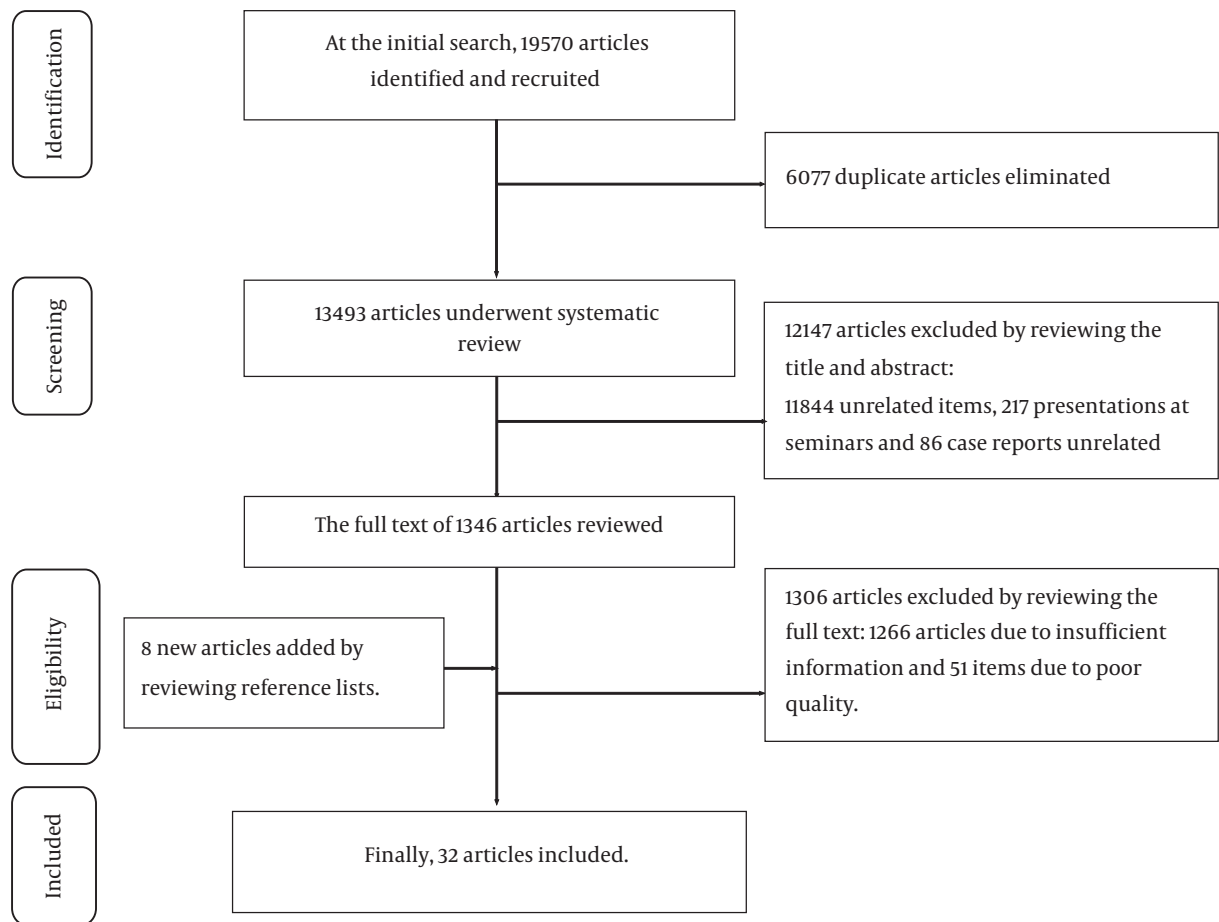 Identification
At the initial search, 19570 articles
identified and recruited
6077 duplicate articles eliminated
Screening
13493 articles underwent systematic
review
12147 articles excluded by reviewing the
title and abstract:
11844 unrelated items, 217 presentations at
seminars and 86 case reports unrelated
The full text of 1346 articles reviewed
Eligibility
8 new articles added by
reviewing reference lists.
1306 articles excluded by reviewing the
full text: 1266 articles due to insufficient
information and 51 items due to poor
quality.
Included
Finally, 32 articles included.